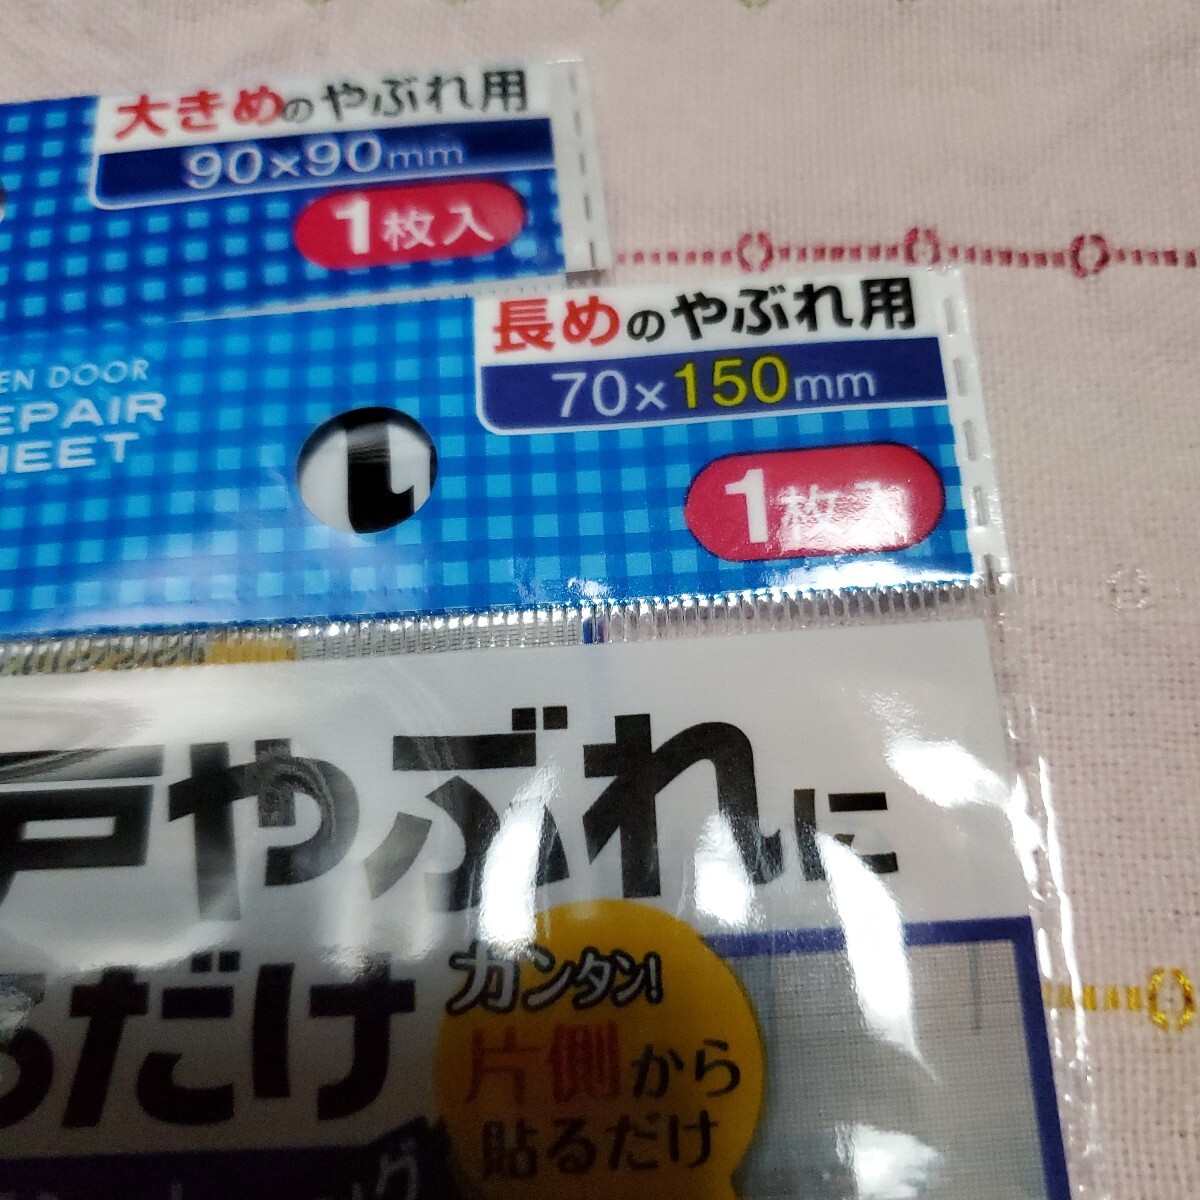 大きめのやぶれ用
90×90mm
1枚入
長めのやぶれ用
70×150mm
1枚入
EN DOOR
EPAIR
HEET
戸やぶれに
るだけ
カンタン!
片側から
貼るだけ